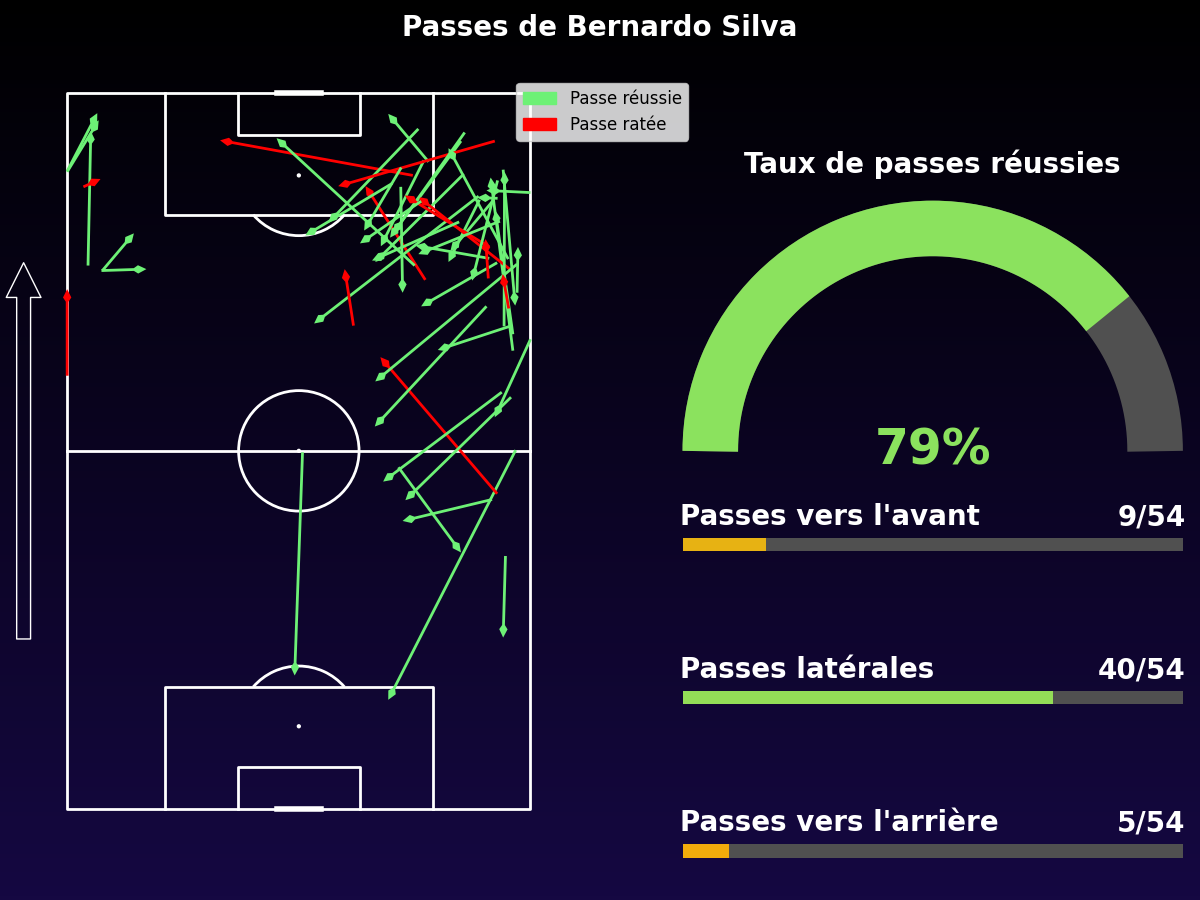 Passes de Bernardo Silva
Passe réussie
Passe ratée
Taux de passes réussies
79%
Passes vers l'avant 9/54
Passes latérales 40/54
Passes vers l'arrière 5/54